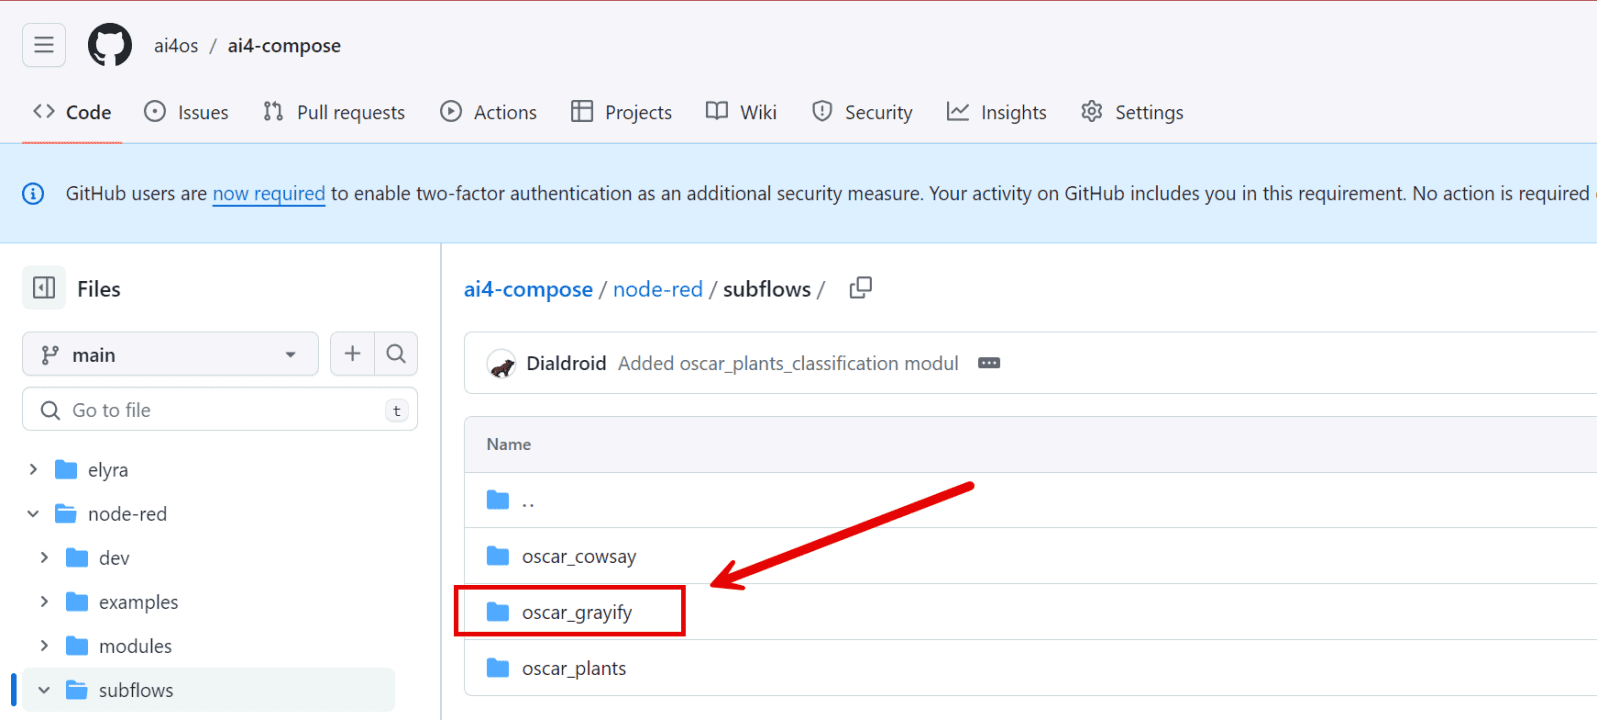 ai4os / ai4-compose
Code Issues Pull requests Actions Projects Wiki Security Insights Settings
GitHub users are now required to enable two-factor authentication as an additional security measure. Your activity on GitHub includes you in this requirement. No action is required
Files
main
Go to file t
elyra
node-red
dev
examples
modules
subflows
ai4-compose / node-red / subflows /
Dialdroid Added oscar_plants_classification modul
Name
..
oscar_cowsay
oscar_grayify
oscar_plants